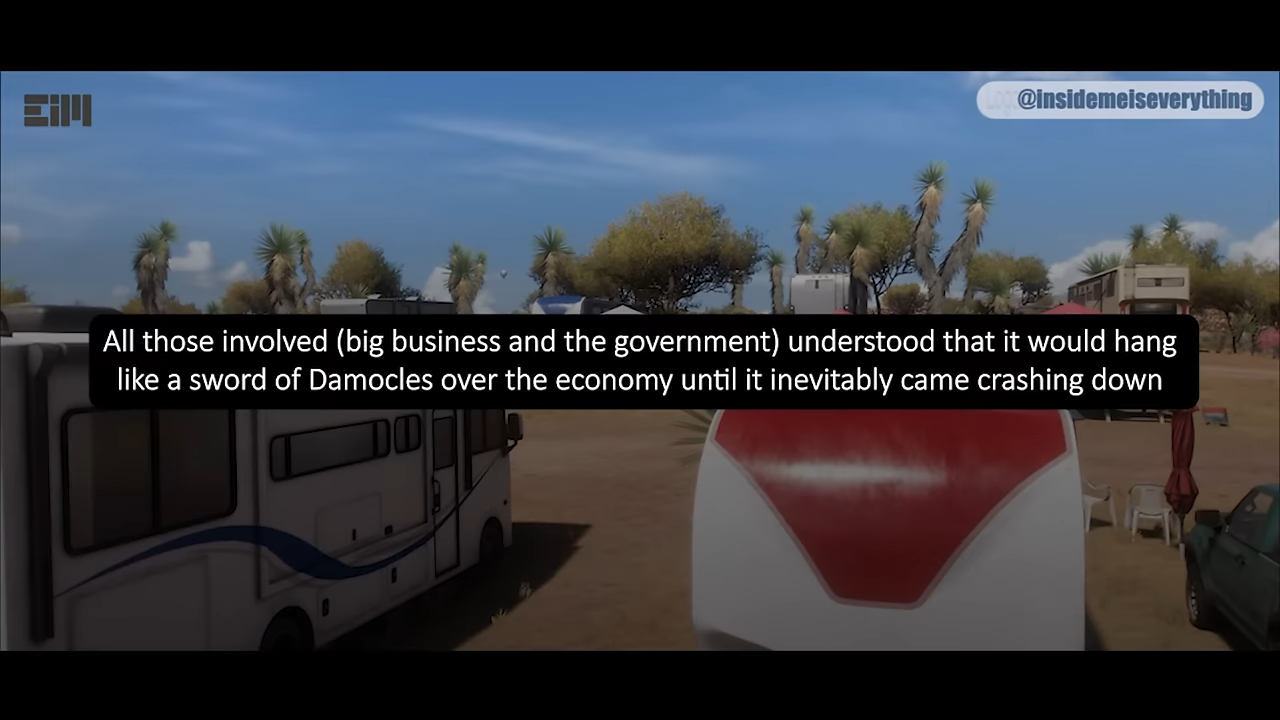 EiM
@insidemeiseverything
All those involved (big business and the government) understood that it would hang
like a sword of Damocles over the economy until it inevitably came crashing down